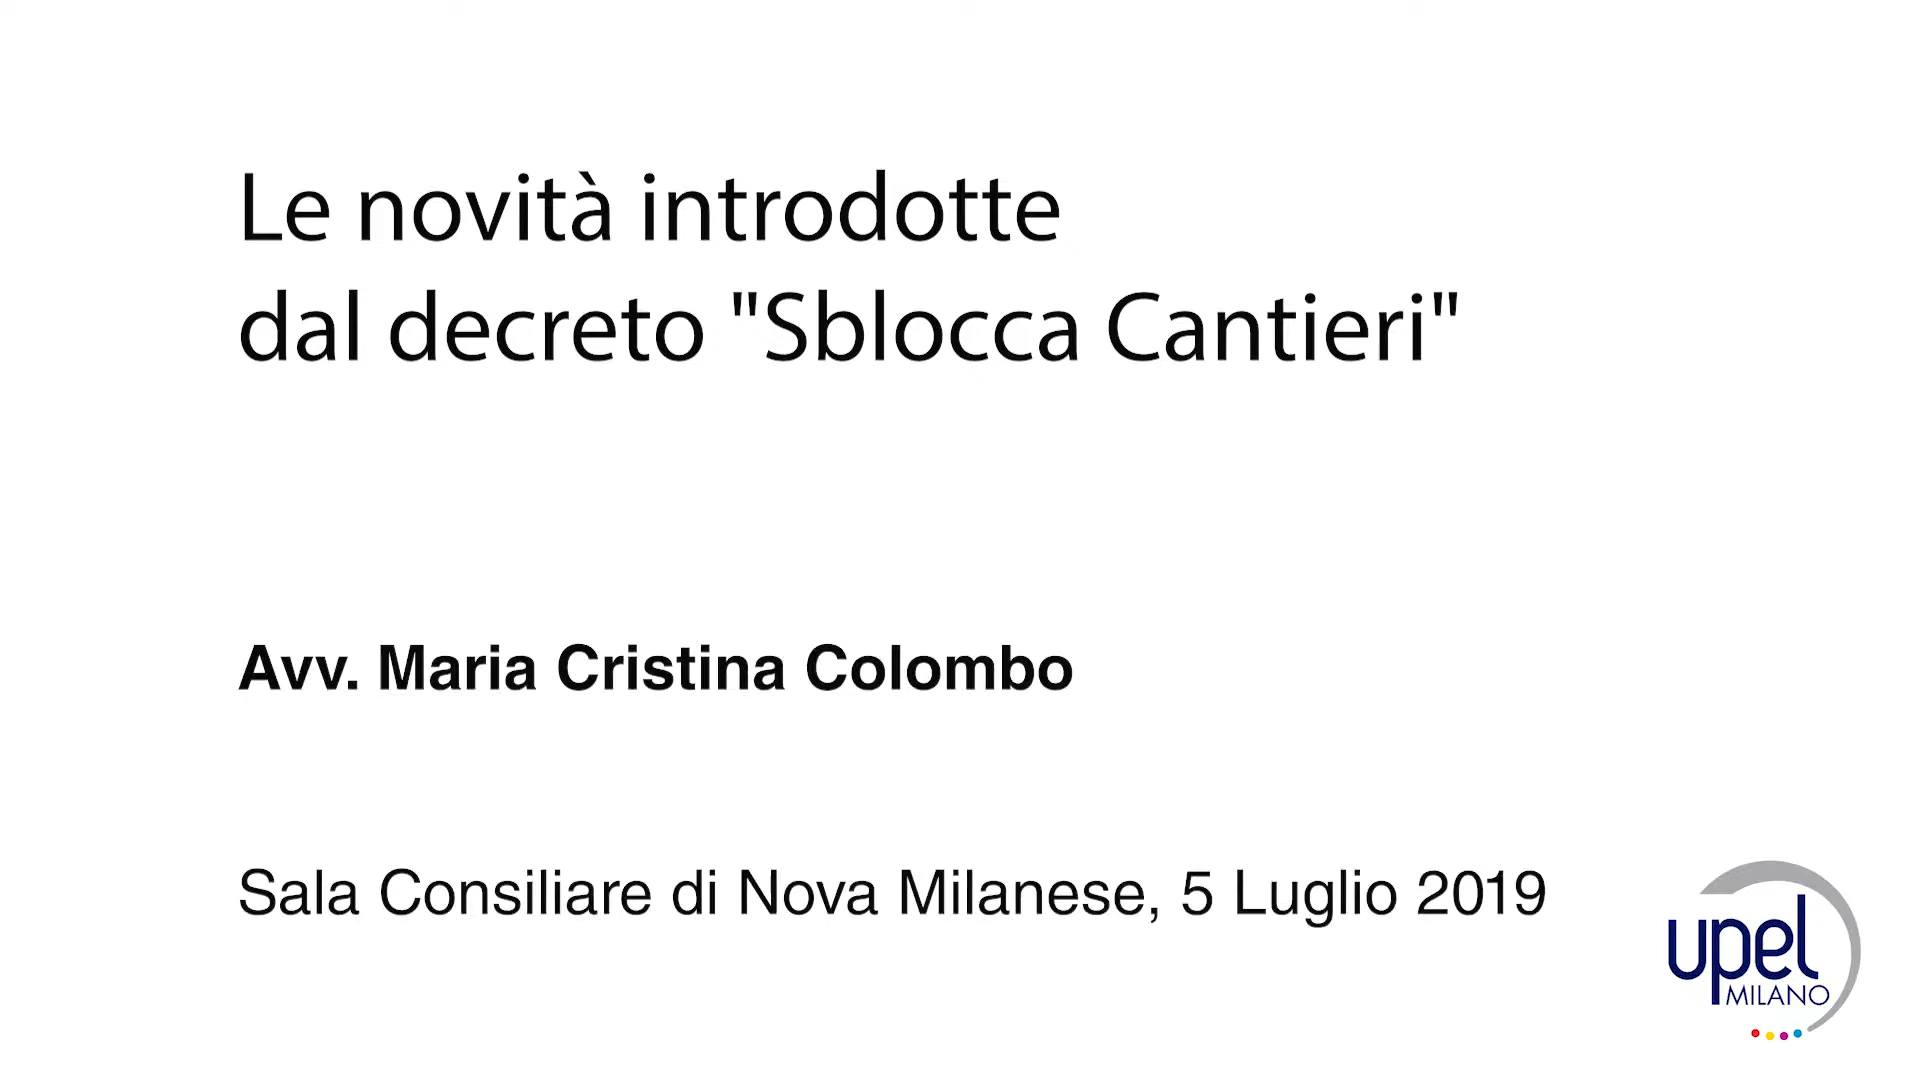 Le novità introdotte
dal decreto "Sblocca Cantieri"
Avv. Maria Cristina Colombo
Sala Consiliare di Nova Milanese, 5 Luglio 2019
upel
MILANO